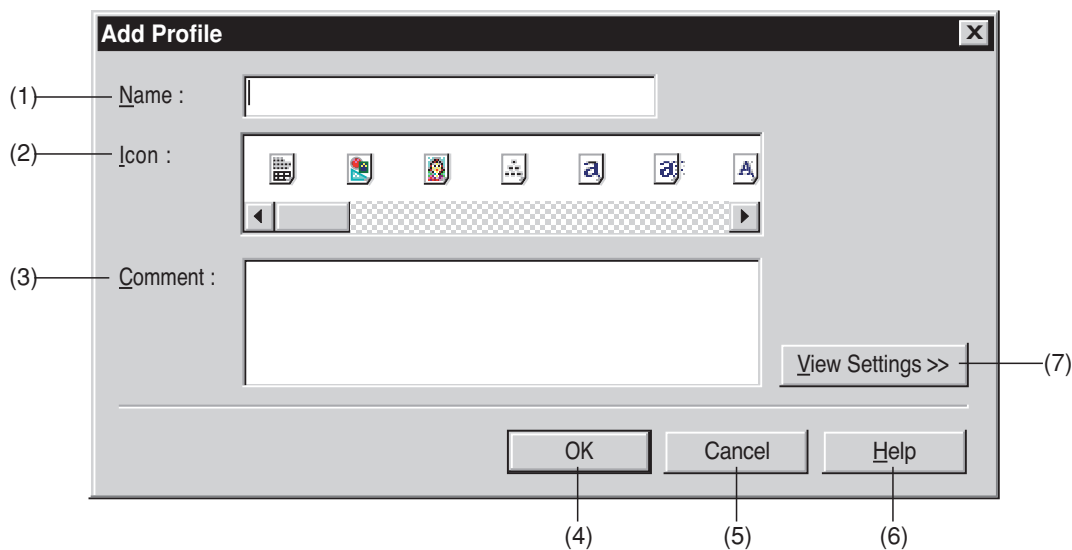 Add Profile
(1) Name :
(2) Icon :
a a A
(3) Comment :
View Settings >> (7)
OK Cancel Help
(4) (5) (6)